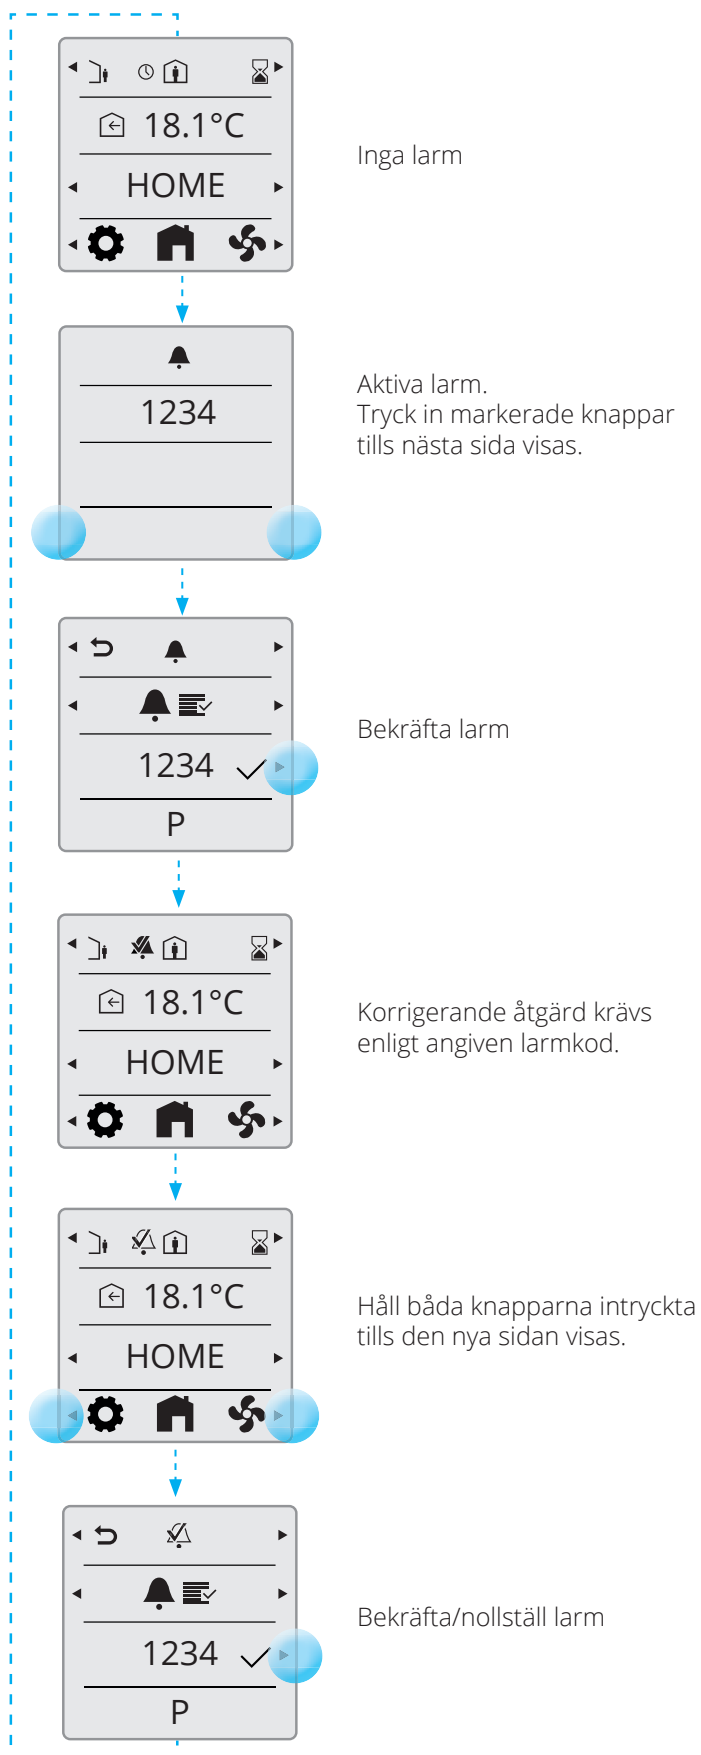 18.1°C
HOME
Inga larm
1234
Aktiva larm.
Tryck in markerade knappar
tills nästa sida visas.
1234
P
Bekräfta larm
18.1°C
HOME
Korrigerande åtgärd krävs
enligt angiven larmkod.
18.1°C
HOME
Håll båda knapparna intryckta
tills den nya sidan visas.
1234
P
Bekräfta/nollställ larm